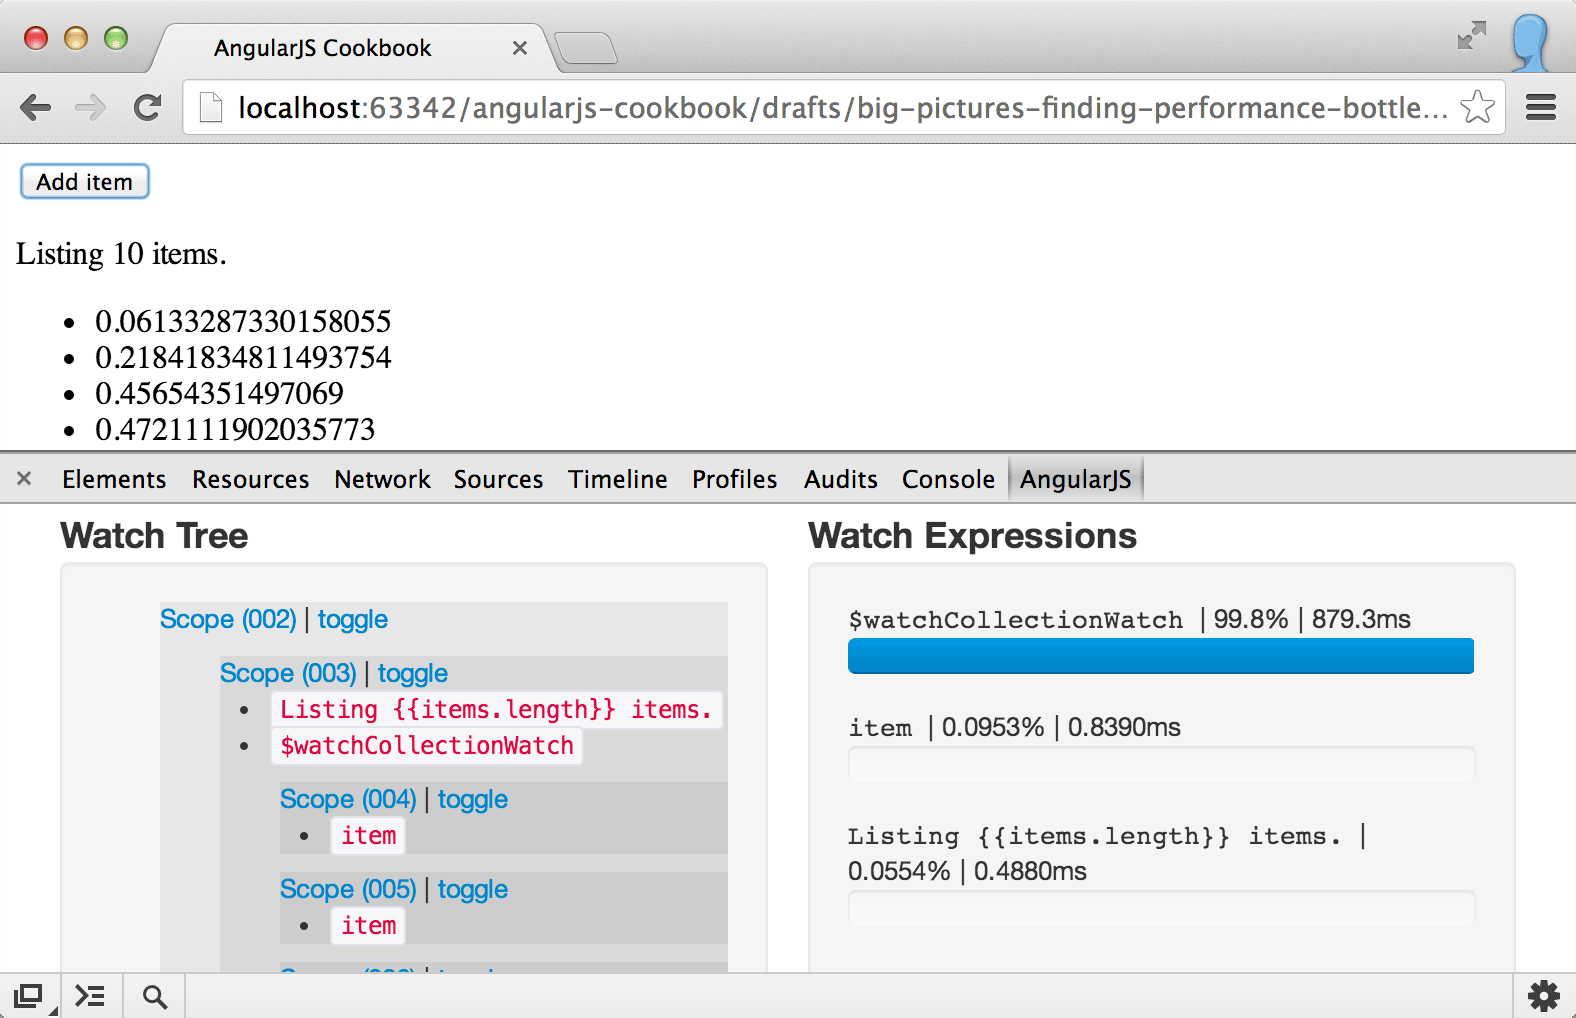 AngularJS Cookbook
localhost:63342/angularjs-cookbook/drafts/big-pictures-finding-performance-bottle...
Add item
Listing 10 items.
0.06133287330158055
0.21841834811493754
0.45654351497069
0.4721111902035773
Elements Resources Network Sources Timeline Profiles Audits Console AngularJS
Watch Tree
Scope (002) | toggle
Scope (003) | toggle
Listing {{items.length}} items.
$watchCollectionWatch
Scope (004) | toggle
item
Scope (005) | toggle
item
Watch Expressions
$watchCollectionWatch | 99.8% | 879.3ms
item | 0.0953% | 0.8390ms
Listing {{items.length}} items. |
0.0554% | 0.4880ms